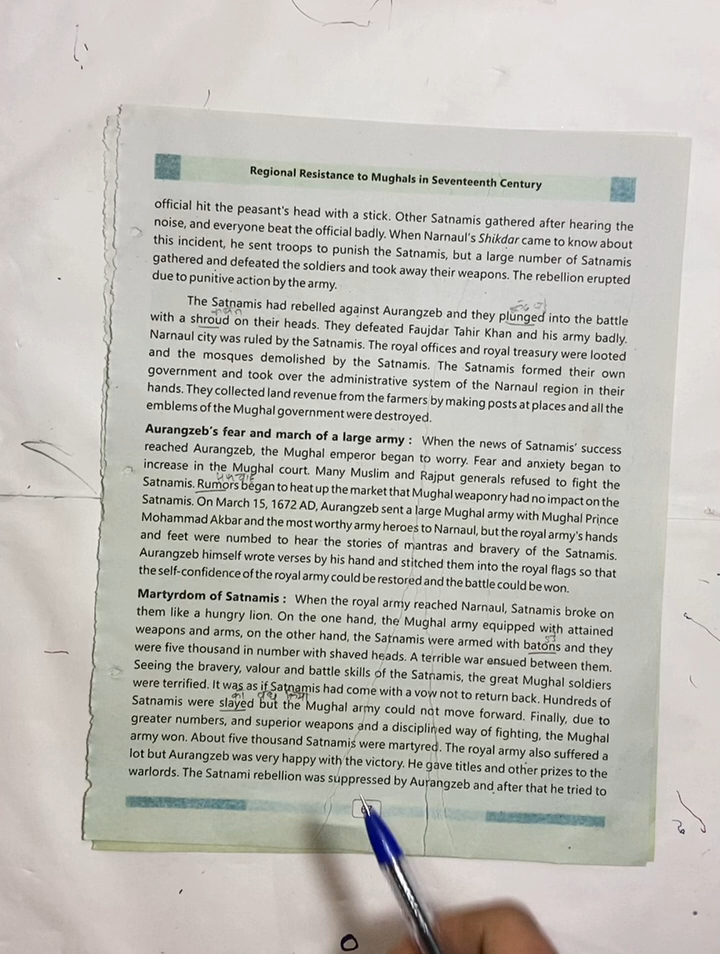 Regional Resistance to Mughals in Seventeenth Century
official hit the peasant's head with a stick. Other Satnamis gathered after hearing the
noise, and everyone beat the official badly. When Narnaul's Shikdar came to know about
this incident, he sent troops to punish the Satnamis, but a large number of Satnamis
gathered and defeated the soldiers and took away their weapons. The rebellion erupted
due to punitive action by the army.
The Satnamis had rebelled against Aurangzeb and they plunged into the battle
with a shroud on their heads. They defeated Faujdar Tahir Khan and his army badly.
Narnaul city was ruled by the Satnamis. The royal offices and royal treasury were looted
and the mosques demolished by the Satnamis. The Satnamis formed their own
government and took over the administrative system of the Narnaul region in their
hands. They collected land revenue from the farmers by making posts at places and all the
emblems of the Mughal government were destroyed.
Aurangzeb's fear and march of a large army : When the news of Satnamis' success
reached Aurangzeb, the Mughal emperor began to worry. Fear and anxiety began to
increase in the Mughal court. Many Muslim and Rajput generals refused to fight the
Satnamis. Rumors began to heat up the market that Mughal weaponry had no impact on the
Satnamis. On March 15, 1672 AD, Aurangzeb sent a large Mughal army with Mughal Prince
Mohammad Akbar and the most worthy army heroes to Narnaul, but the royal army's hands
and feet were numbed to hear the stories of mantras and bravery of the Satnamis.
Aurangzeb himself wrote verses by his hand and stitched them into the royal flags so that
the self-confidence of the royal army could be restored and the battle could be won.
Martyrdom of Satnamis : When the royal army reached Narnaul, Satnamis broke on
them like a hungry lion. On the one hand, the Mughal army equipped with attained
weapons and arms, on the other hand, the Satnamis were armed with batons and they
were five thousand in number with shaved heads. A terrible war ensued between them.
Seeing the bravery, valour and battle skills of the Satnamis, the great Mughal soldiers
were terrified. It was as if Satnamis had come with a vow not to return back. Hundreds of
Satnamis were slayed but the Mughal army could not move forward. Finally, due to
greater numbers, and superior weapons and a disciplined way of fighting, the Mughal
army won. About five thousand Satnamis were martyred. The royal army also suffered a
lot but Aurangzeb was very happy with the victory. He gave titles and other prizes to the
warlords. The Satnami rebellion was suppressed by Aurangzeb and after that he tried to